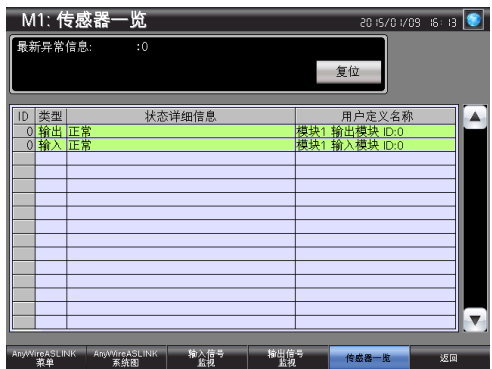 M1: 传感器一览
2015/01/09 16:13
最新异常信息: :0
复位
ID 类型 状态详细信息 用户定义名称
0 输出 正常 模块1 输出模块 ID:0
0 输入 正常 模块1 输入模块 ID:0
AnyWireASLINK 菜单
AnyWireASLINK 系统图
输入信号 监视
输出信号 监视
传感器一览
返回